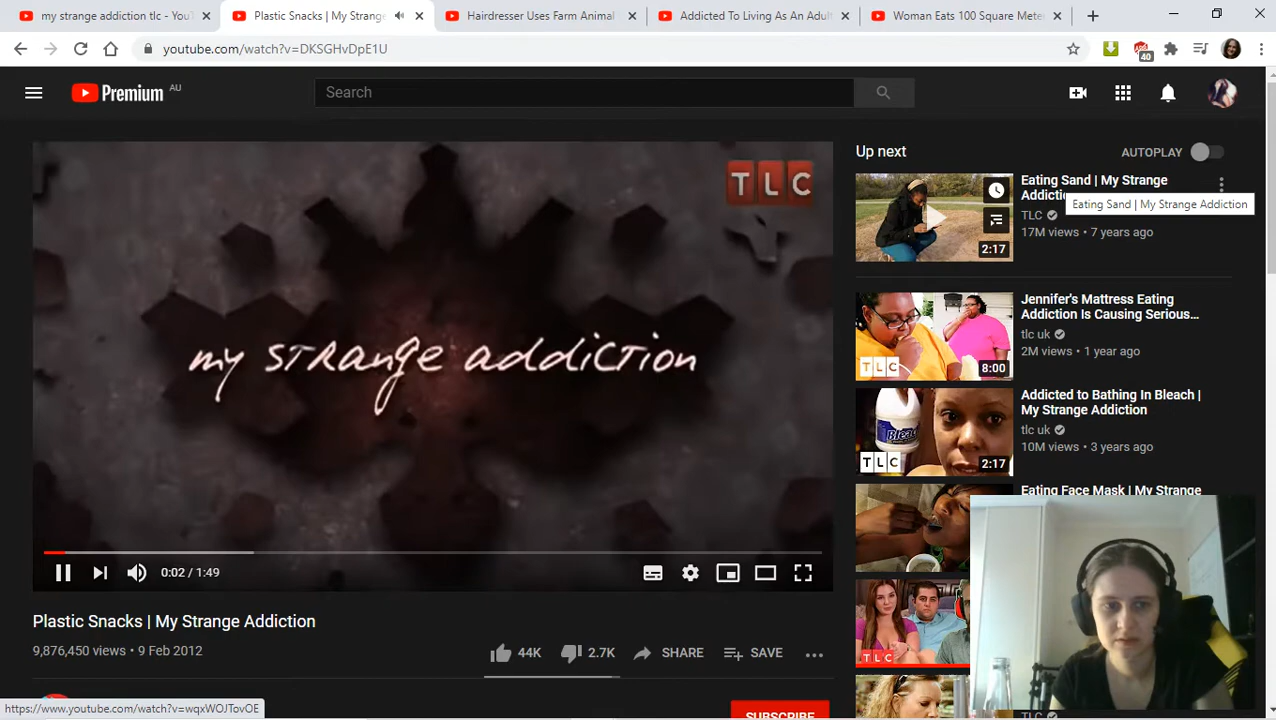 my strange addiction tlc - YouT
Plastic Snacks | My Strange
Hairdresser Uses Farm Animal
Addicted To Living As An Adul
Woman Eats 100 Square Mete
youtube.com/watch?v=DKSGHvDpE1U
40
Premium AU
Search
TLC
my strange addiction
0:02 / 1:49
Plastic Snacks | My Strange Addiction
9,876,450 views • 9 Feb 2012
44K
2.7K
SHARE
SAVE
SUBSCRIBE
https://www.youtube.com/watch?v=wqxWOJTovOE
Up next
AUTOPLAY
Eating Sand | My Strange
Addictio
Eating Sand | My Strange Addiction
TLC
17M views • 7 years ago
2:17
Jennifer's Mattress Eating
Addiction Is Causing Serious...
tlc uk
2M views • 1 year ago
TLC
8:00
Addicted to Bathing In Bleach |
My Strange Addiction
tlc uk
10M views • 3 years ago
Bleach
TLC
2:17
Eating Face Mask | My Strange
TLC